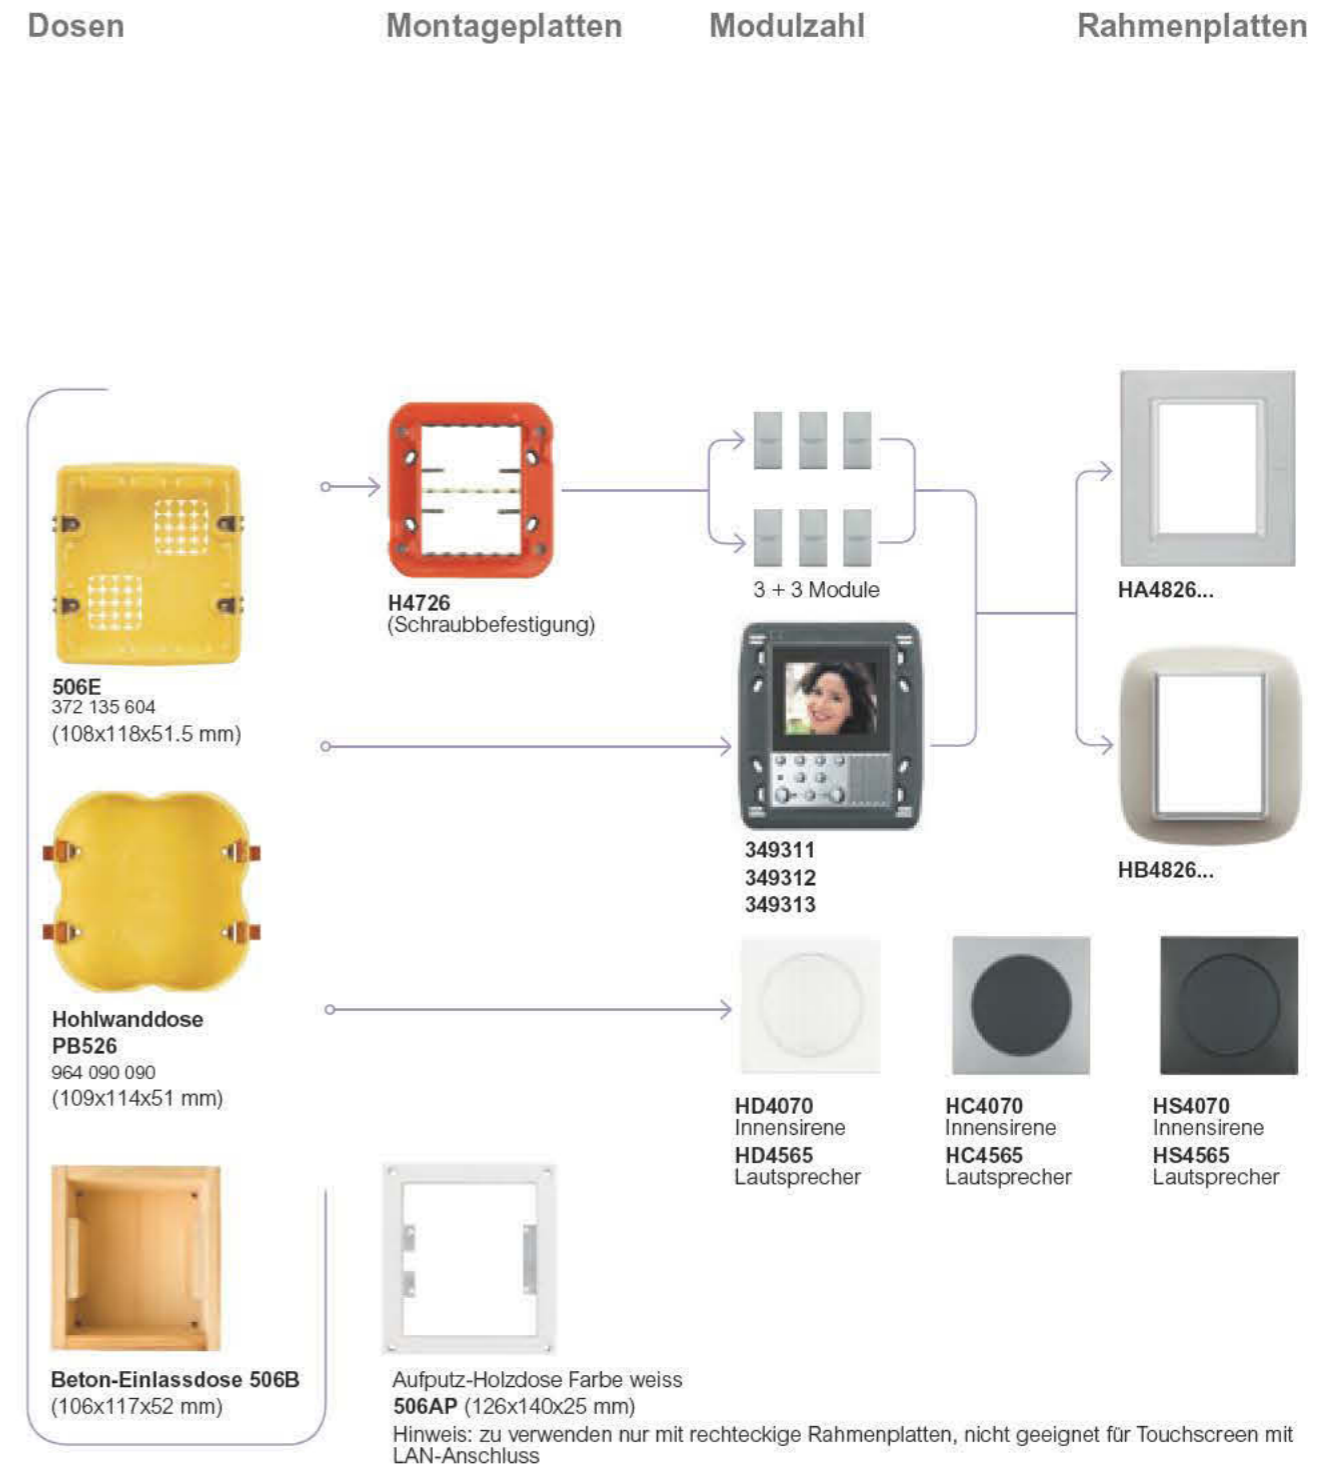 Dosen
Montageplatten
Modulzahl
Rahmenplatten
506E
372 135 604
(108x118x51.5 mm)
Hohlwanddose
PB526
964 090 090
(109x114x51 mm)
Beton-Einlassdose 506B
(106x117x52 mm)
H4726
(Schraubbefestigung)
Aufputz-Holzdose Farbe weiss
506AP (126x140x25 mm)
Hinweis: zu verwenden nur mit rechteckige Rahmenplatten, nicht geeignet für Touchscreen mit
LAN-Anschluss
3 + 3 Module
349311
349312
349313
HD4070
Innensirene
HD4565
Lautsprecher
HC4070
Innensirene
HC4565
Lautsprecher
HS4070
Innensirene
HS4565
Lautsprecher
HA4826...
HB4826...